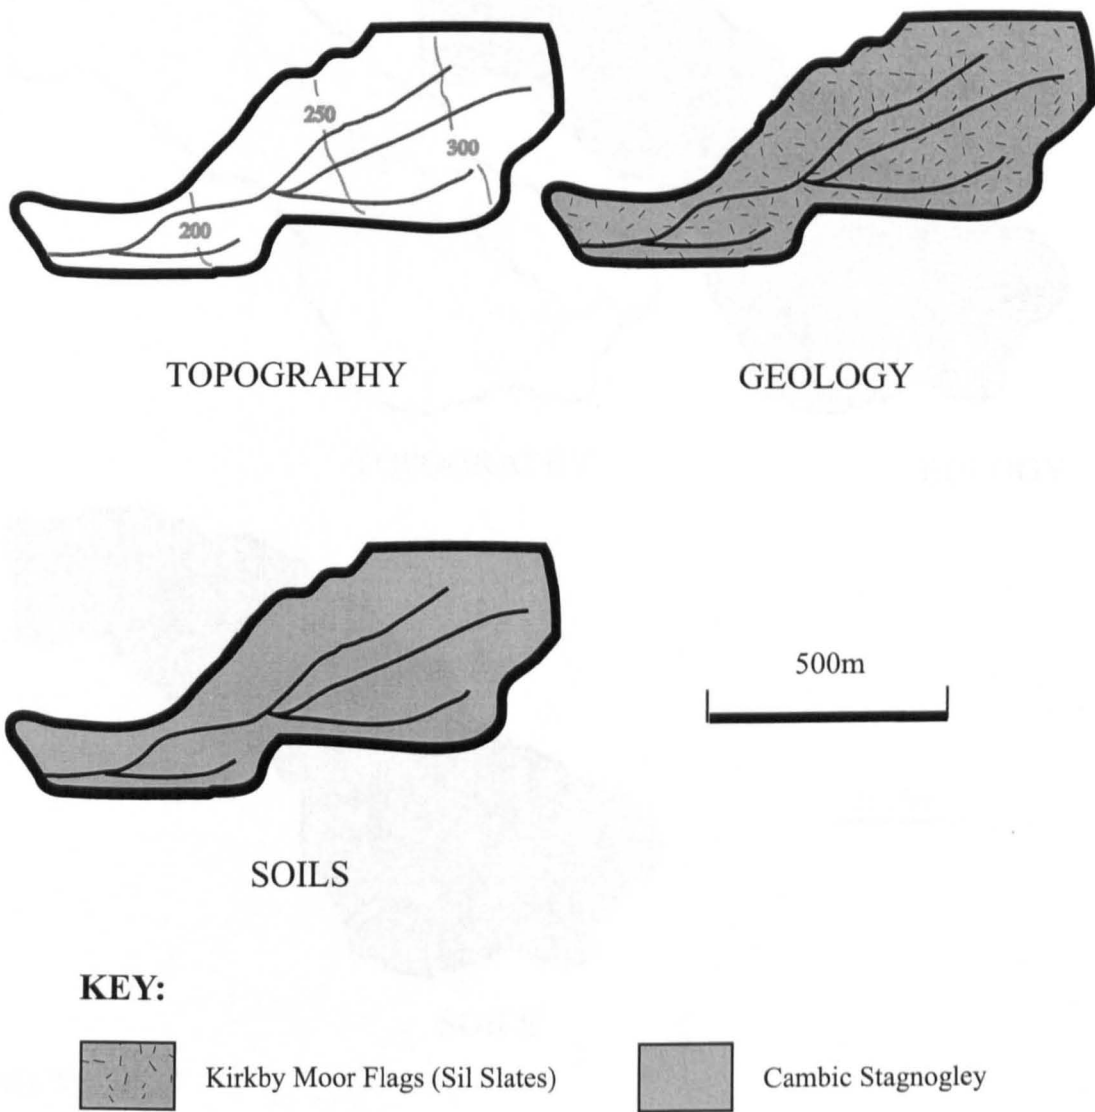 250
300
200
TOPOGRAPHY
GEOLOGY
500m
SOILS
KEY:
Kirkby Moor Flags (Sil Slates)
Cambic Stagnogley